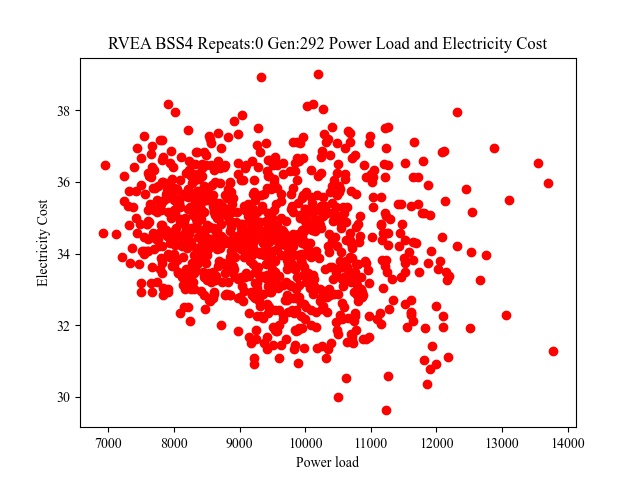 RVEA BSS4 Repeats:0 Gen:292 Power Load and Electricity Cost
38
36
34
32
30
Electricity Cost
7000 8000 9000 10000 11000 12000 13000 14000
Power load